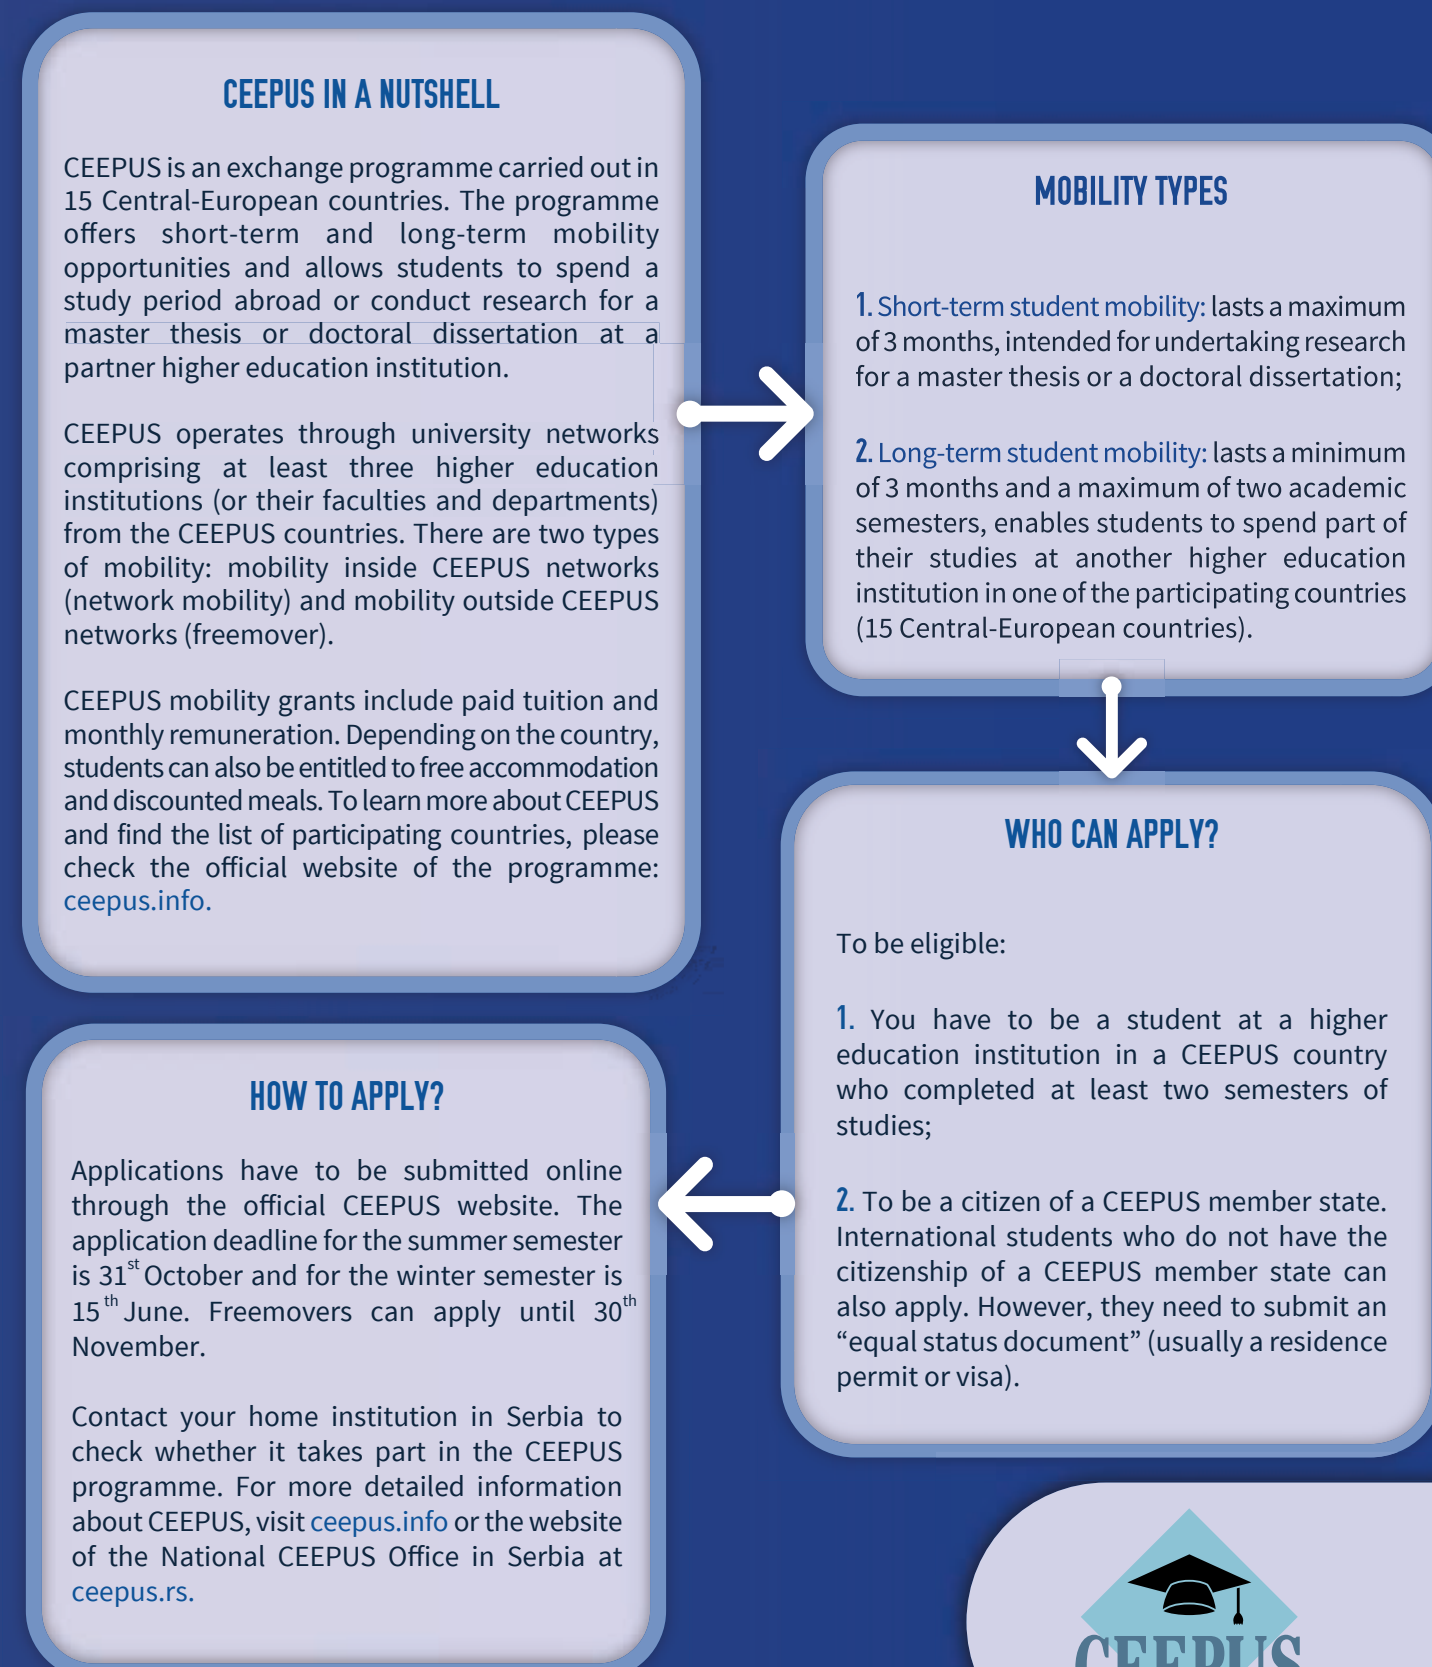 CEEPUS IN A NUTSHELL
CEEPUS is an exchange programme carried out in
15 Central-European countries. The programme
offers short-term and long-term mobility
opportunities and allows students to spend a
study period abroad or conduct research for a
master thesis or doctoral dissertation at a
partner higher education institution.
CEEPUS operates through university networks
comprising at least three higher education
institutions (or their faculties and departments)
from the CEEPUS countries. There are two types
of mobility: mobility inside CEEPUS networks
(network mobility) and mobility outside CEEPUS
networks (freemover).
CEEPUS mobility grants include paid tuition and
monthly remuneration. Depending on the country,
students can also be entitled to free accommodation
and discounted meals. To learn more about CEEPUS
and find the list of participating countries, please
check the official website of the programme:
ceepus.info.
MOBILITY TYPES
1. Short-term student mobility: lasts a maximum
of 3 months, intended for undertaking research
for a master thesis or a doctoral dissertation;
2. Long-term student mobility: lasts a minimum
of 3 months and a maximum of two academic
semesters, enables students to spend part of
their studies at another higher education
institution in one of the participating countries
(15 Central-European countries).
WHO CAN APPLY?
To be eligible:
1. You have to be a student at a higher
education institution in a CEEPUS country
who completed at least two semesters of
studies;
2. To be a citizen of a CEEPUS member state.
International students who do not have the
citizenship of a CEEPUS member state can
also apply. However, they need to submit an
“equal status document” (usually a residence
permit or visa).
HOW TO APPLY?
Applications have to be submitted online
through the official CEEPUS website. The
application deadline for the summer semester
is 31st October and for the winter semester is
15th June. Freemovers can apply until 30th
November.
Contact your home institution in Serbia to
check whether it takes part in the CEEPUS
programme. For more detailed information
about CEEPUS, visit ceepus.info or the website
of the National CEEPUS Office in Serbia at
ceepus.rs.
CEEPUS